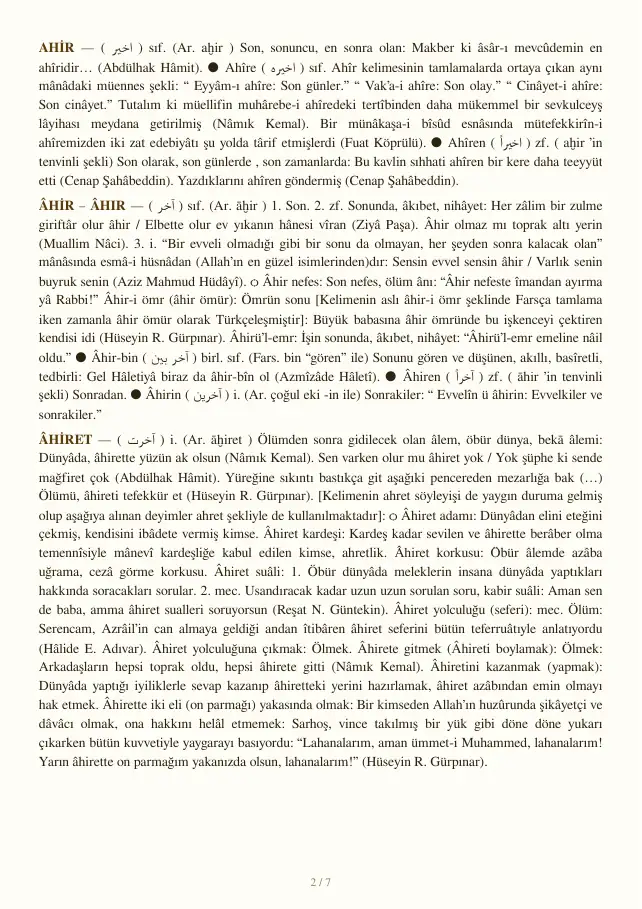 AHİR — ( اخير ) sıf. (Ar. aḫіr ) Son, sonuncu, en sonra olan: Makber ki âsâr-ı mevcûdemin en
ahîridir… (Abdülhak Hâmit). ● Ahîre ( اخيره ) sıf. Ahîr kelimesinin tamlamalarda ortaya çıkan aynı
mânâdaki müennes şekli: “ Eyyâm-ı ahîre: Son günler.” “ Vak’a-i ahîre: Son olay.” “ Cinâyet-i ahîre:
Son cinâyet.” Tutalım ki müellifin muhârebe-i ahîredeki tertîbinden daha mükemmel bir sevkulceyş
lâyihası meydana getirilmiş (Nâmık Kemal). Bir münâkaşa-i bîsûd esnâsında mütefekkirîn-i
ahîremizden iki zat edebiyâtı şu yolda târif etmişlerdi (Fuat Köprülü). ● Ahîren ( اخيراً ) zf. ( aḫir ’in
tenvinli şekli) Son olarak, son günlerde , son zamanlarda: Bu kavlin sıhhati ahîren bir kere daha teeyyüt
etti (Cenap Şahâbeddin). Yazdıklarını ahîren göndermiş (Cenap Şahâbeddin).
ÂHİR – ÂHIR — ( آخر ) sıf. (Ar. āḫir ) 1. Son. 2. zf. Sonunda, âkıbet, nihâyet: Her zâlim bir zulme
giriftâr olur âhir / Elbette olur ev yıkanın hânesi vîran (Ziyâ Paşa). Âhir olmaz mı toprak altı yerin
(Muallim Nâci). 3. i. “Bir evveli olmadığı gibi bir sonu da olmayan, her şeyden sonra kalacak olan”
mânâsında esmâ-i hüsnâdan (Allah’ın en güzel isimlerinden)dır: Sensin evvel sensin âhir / Varlık senin
buyruk senin (Aziz Mahmud Hüdâyî). ѻ Âhir nefes: Son nefes, ölüm ânı: “Âhir nefeste îmandan ayırma
yâ Rabbi!” Âhir-i ömr (âhir ömür): Ömrün sonu [Kelimenin aslı âhir-i ömr şeklinde Farsça tamlama
iken zamanla âhir ömür olarak Türkçeleşmiştir]: Büyük babasına âhir ömründe bu işkenceyi çektiren
kendisi idi (Hüseyin R. Gürpınar). Âhirü’l-emr: İşin sonunda, âkıbet, nihâyet: “Âhirü’l-emr emeline nâil
oldu.” ● Âhir-bin ( آخر بين ) birl. sıf. (Fars. bin “gören” ile) Sonunu gören ve düşünen, akıllı, basîretli,
tedbirli: Gel Hâletiyâ biraz da âhir-bîn ol (Azmîzâde Hâletî). ● Âhiren ( آخراً ) zf. ( āhir ’in tenvinli
şekli) Sonradan. ● Âhirin ( آخرين ) i. (Ar. çoğul eki -in ile) Sonrakiler: “ Evvelîn ü âhirin: Evvelkiler ve
sonrakiler.”
ÂHİRET — ( آخرت ) i. (Ar. āḫiret ) Ölümden sonra gidilecek olan âlem, öbür dünya, bekā âlemi:
Dünyâda, âhirette yüzün ak olsun (Nâmık Kemal). Sen varken olur mu âhiret yok / Yok şüphe ki sende
mağfiret çok (Abdülhak Hâmit). Yüreğine sıkıntı bastıkça git aşağıki pencereden mezarlığa bak (…)
Ölümü, âhireti tefekkür et (Hüseyin R. Gürpınar). [Kelimenin ahret söyleyişi de yaygın duruma gelmiş
olup aşağıya alınan deyimler ahret şekliyle de kullanılmaktadır]: ѻ Âhiret adamı: Dünyâdan elini eteğini
çekmiş, kendisini ibâdete vermiş kimse. Âhiret kardeşi: Kardeş kadar sevilen ve âhirette berâber olma
temennîsiyle mânevî kardeşliğe kabul edilen kimse, ahretlik. Âhiret korkusu: Öbür âlemde azâba
uğrama, cezâ görme korkusu. Âhiret suâli: 1. Öbür dünyâda meleklerin insana dünyâda yaptıkları
hakkında soracakları sorular. 2. mec. Usandıracak kadar uzun uzun sorulan soru, kabir suâli: Aman sen
de baba, amma âhiret sualleri soruyorsun (Reşat N. Güntekin). Âhiret yolculuğu (seferi): mec. Ölüm:
Serencam, Azrâil’in can almaya geldiği andan îtibâren âhiret seferini bütün teferruâtıyle anlatıyordu
(Hâlide E. Adıvar). Âhiret yolculuğuna çıkmak: Ölmek. Âhirete gitmek (Âhireti boylamak): Ölmek:
Arkadaşların hepsi toprak oldu, hepsi âhirete gitti (Nâmık Kemal). Âhiretini kazanmak (yapmak):
Dünyâda yaptığı iyiliklerle sevap kazanıp âhiretteki yerini hazırlamak, âhiret azâbından emin olmayı
hak etmek. Âhirette iki eli (on parmağı) yakasında olmak: Bir kimseden Allah’ın huzûrunda şikâyetçi ve
dâvâcı olmak, ona hakkını helâl etmemek: Sarhoş, vince takılmış bir yük gibi döne döne yukarı
çıkarken bütün kuvvetiyle yaygarayı basıyordu: “Lahanalarım, aman ümmet-i Muhammed, lahanalarım!
Yarın âhirette on parmağım yakanızda olsun, lahanalarım!” (Hüseyin R. Gürpınar).
2 / 7